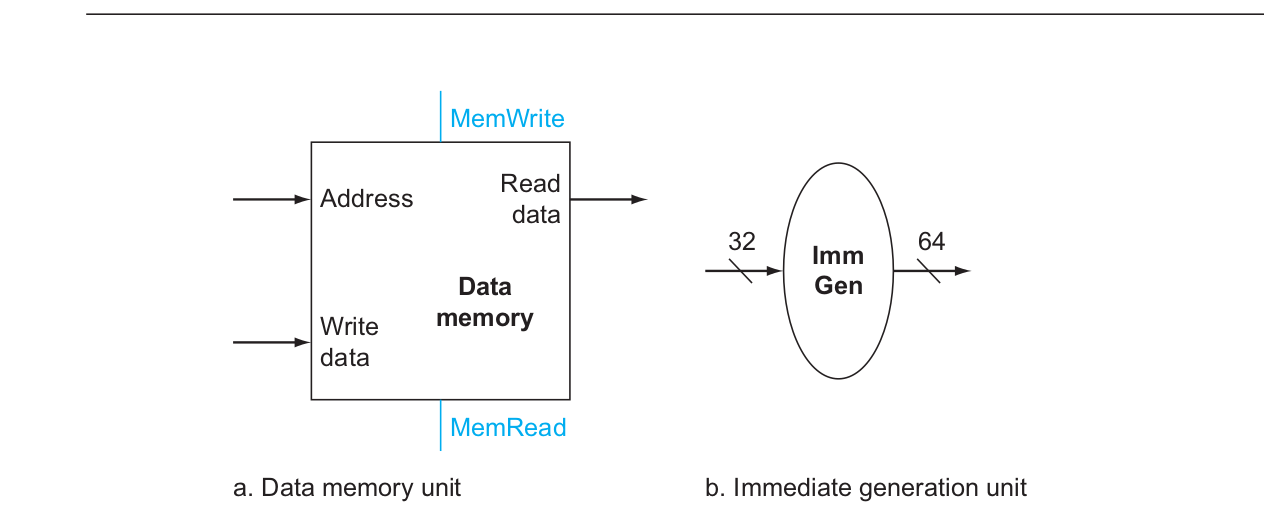 MemWrite
Address
Read
data
Data
memory
Write
data
MemRead
32
Imm
Gen
64
a. Data memory unit
b. Immediate generation unit